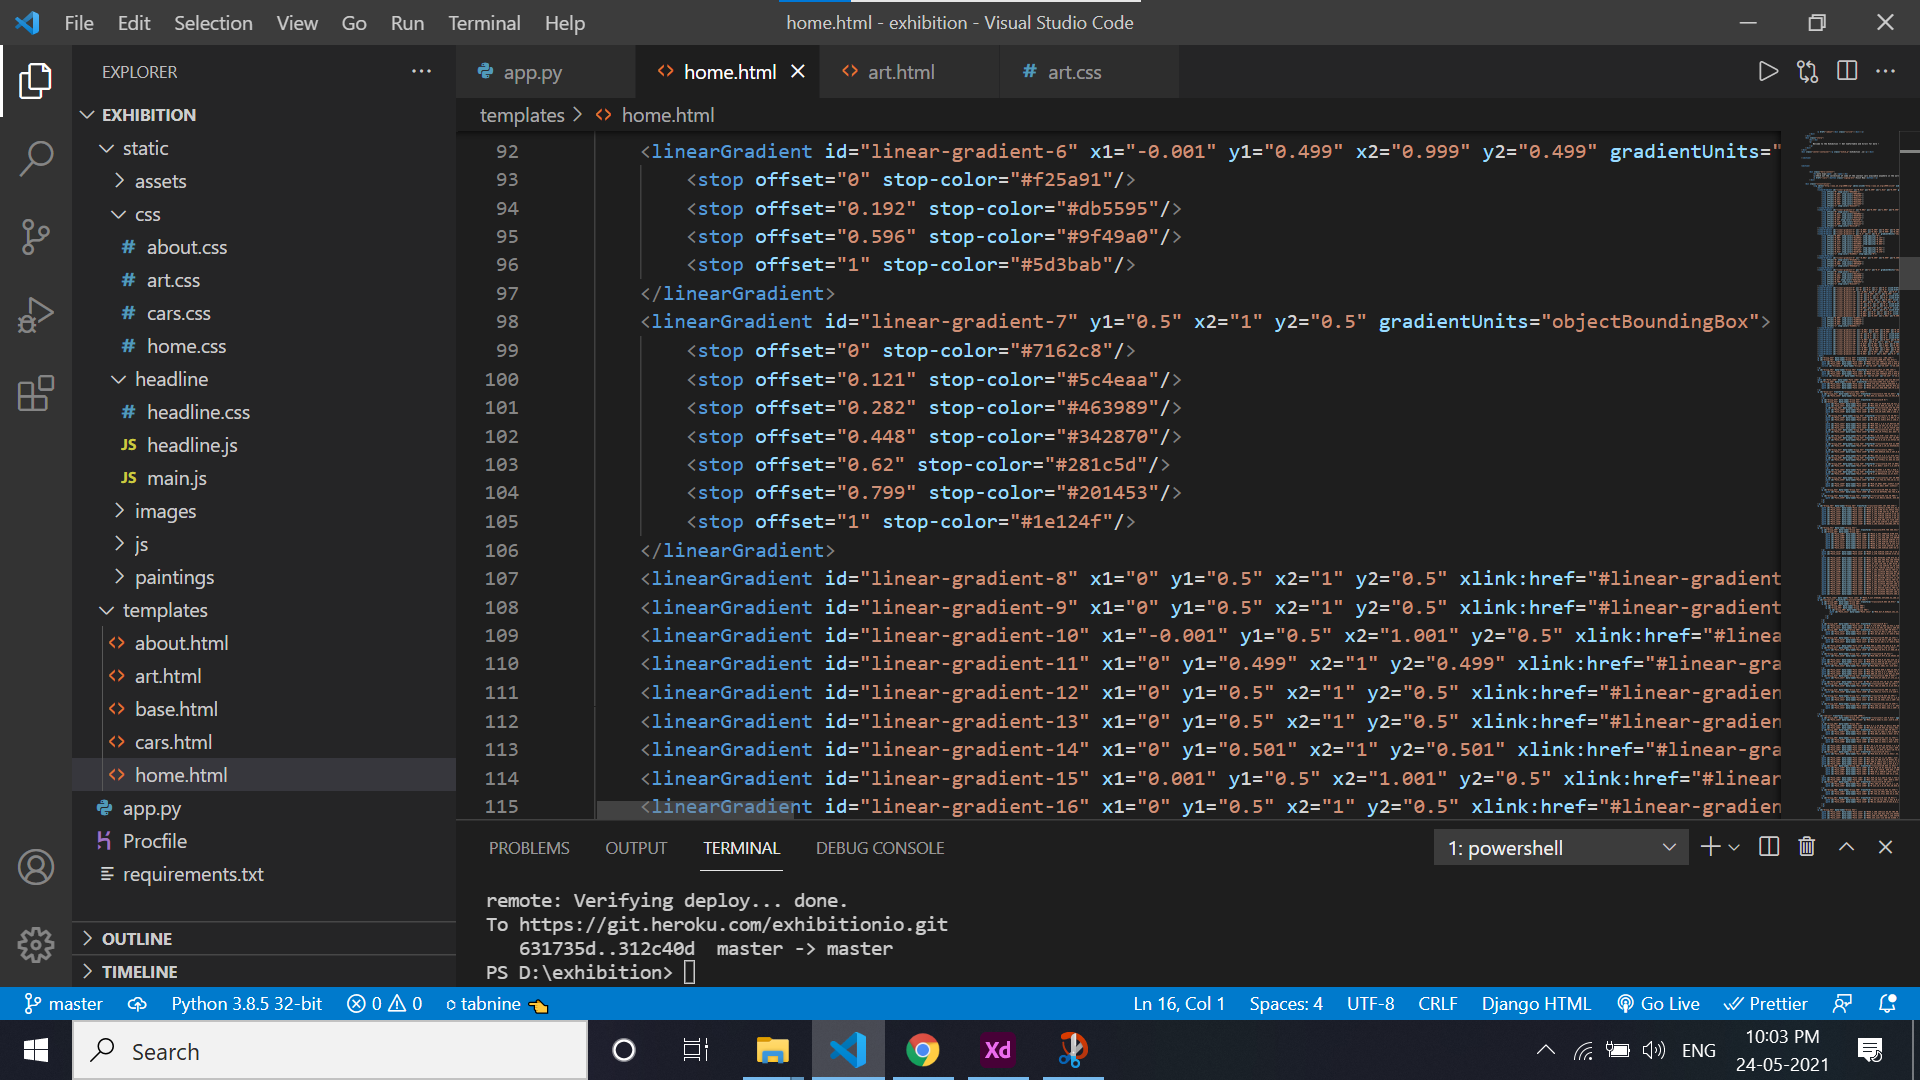 File Edit Selection View Go Run Terminal Help
home.html - exhibition - Visual Studio Code
EXPLORER
EXHIBITION
static
assets
css
# about.css
# art.css
# cars.css
# home.css
headline
# headline.css
JS headline.js
JS main.js
images
js
paintings
templates
<> about.html
<> art.html
<> base.html
<> cars.html
<> home.html
app.py
Procfile
requirements.txt
OUTLINE
TIMELINE
app.py
<> home.html
<> art.html
# art.css
templates > <> home.html
92 <linearGradient id="linear-gradient-6" x1="-0.001" y1="0.499" x2="0.999" y2="0.499" gradientUnits="
93 <stop offset="0" stop-color="#f25a91"/>
94 <stop offset="0.192" stop-color="#db5595"/>
95 <stop offset="0.596" stop-color="#9f49a0"/>
96 <stop offset="1" stop-color="#5d3bab"/>
97 </linearGradient>
98 <linearGradient id="linear-gradient-7" y1="0.5" x2="1" y2="0.5" gradientUnits="objectBoundingBox">
99 <stop offset="0" stop-color="#7162c8"/>
100 <stop offset="0.121" stop-color="#5c4eaa"/>
101 <stop offset="0.282" stop-color="#463989"/>
102 <stop offset="0.448" stop-color="#342870"/>
103 <stop offset="0.62" stop-color="#281c5d"/>
104 <stop offset="0.799" stop-color="#201453"/>
105 <stop offset="1" stop-color="#1e124f"/>
106 </linearGradient>
107 <linearGradient id="linear-gradient-8" x1="0" y1="0.5" x2="1" y2="0.5" xlink:href="#linear-gradient
108 <linearGradient id="linear-gradient-9" x1="0" y1="0.5" x2="1" y2="0.5" xlink:href="#linear-gradient
109 <linearGradient id="linear-gradient-10" x1="-0.001" y1="0.5" x2="1.001" y2="0.5" xlink:href="#linea
110 <linearGradient id="linear-gradient-11" x1="0" y1="0.499" x2="1" y2="0.499" xlink:href="#linear-gra
111 <linearGradient id="linear-gradient-12" x1="0" y1="0.5" x2="1" y2="0.5" xlink:href="#linear-gradien
112 <linearGradient id="linear-gradient-13" x1="0" y1="0.5" x2="1" y2="0.5" xlink:href="#linear-gradien
113 <linearGradient id="linear-gradient-14" x1="0" y1="0.501" x2="1" y2="0.501" xlink:href="#linear-gra
114 <linearGradient id="linear-gradient-15" x1="0.001" y1="0.5" x2="1.001" y2="0.5" xlink:href="#linear
115 <linearGradient id="linear-gradient-16" x1="0" y1="0.5" x2="1" y2="0.5" xlink:href="#linear-gradien
PROBLEMS OUTPUT TERMINAL DEBUG CONSOLE
1: powershell
remote: Verifying deploy... done.
To https://git.heroku.com/exhibitionio.git
631735d..312c40d master -> master
PS D:\exhibition>
master Python 3.8.5 32-bit 0 0 tabnine
Ln 16, Col 1 Spaces: 4 UTF-8 CRLF Django HTML Go Live Prettier
Search
Xd
ENG
10:03 PM
24-05-2021